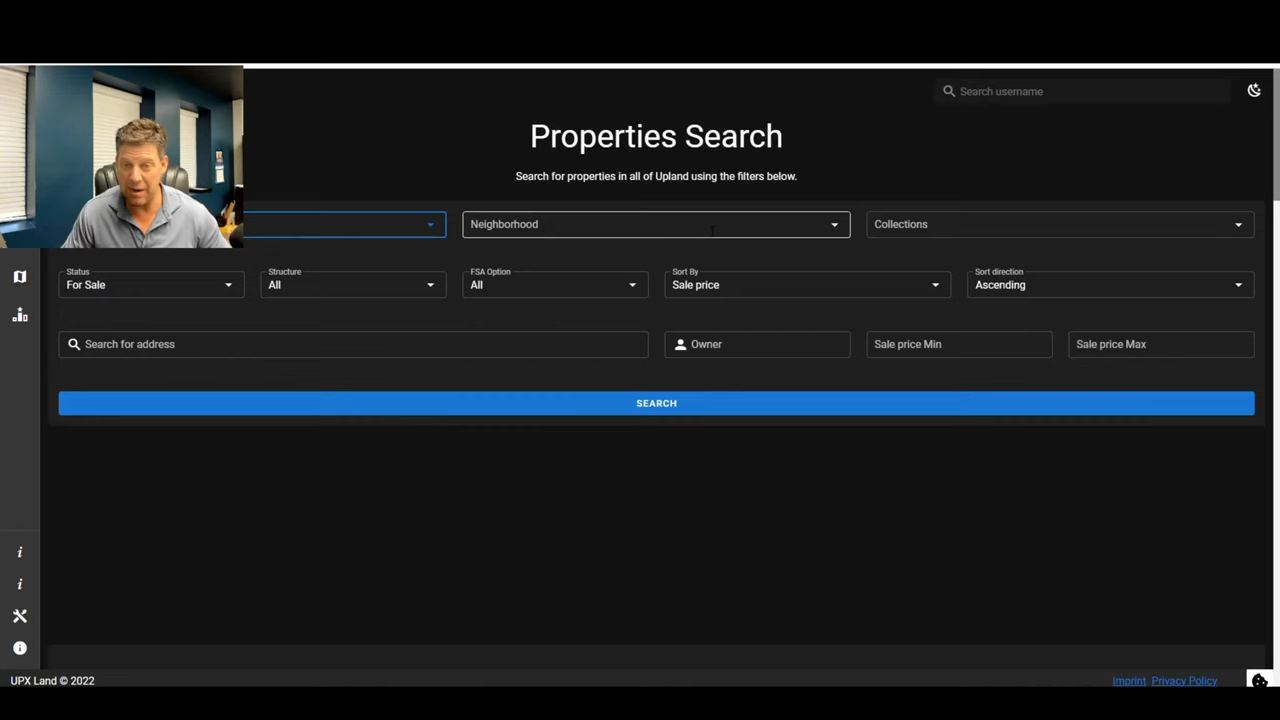 Search username
Properties Search
Search for properties in all of Upland using the filters below.
Neighborhood
Collections
Status
For Sale
Structure
All
FSA Option
All
Sort By
Sale price
Sort direction
Ascending
Search for address
Owner
Sale price Min
Sale price Max
SEARCH
i
i
UPX Land © 2022
Imprint Privacy Policy